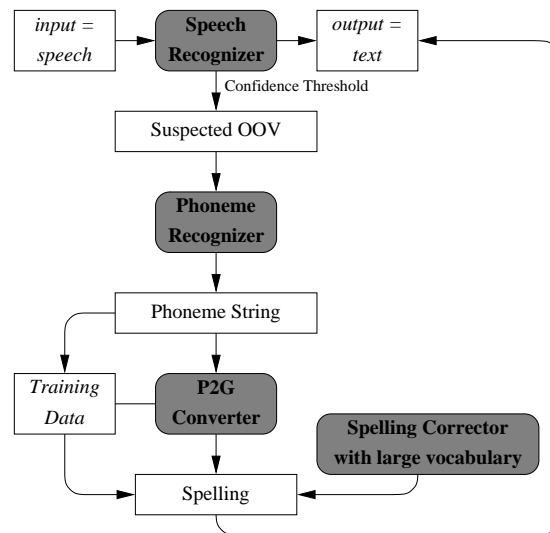 input =
speech
Speech
Recognizer
output =
text
Confidence Threshold
Suspected OOV
Phoneme
Recognizer
Phoneme String
Training
Data
P2G
Converter
Spelling Corrector
with large vocabulary
Spelling